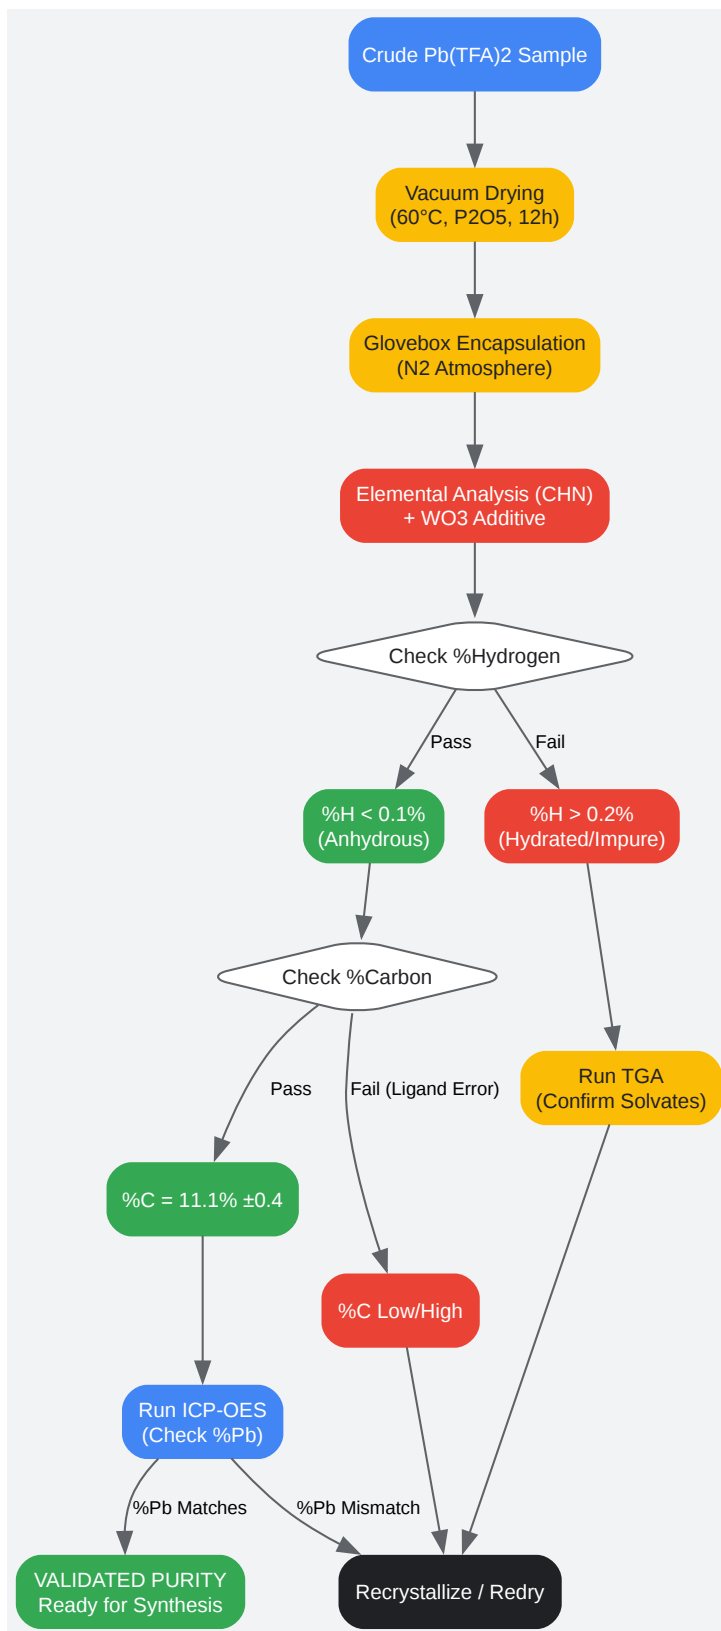 Crude Pb(TFA)2 Sample
Vacuum Drying
(60°C, P2O5, 12h)
Glovebox Encapsulation
(N2 Atmosphere)
Elemental Analysis (CHN)
+ WO3 Additive
Check %Hydrogen
Pass
Fail
%H < 0.1%
(Anhydrous)
%H > 0.2%
(Hydrated/Impure)
Check %Carbon
Run TGA
(Confirm Solvates)
Pass
Fail (Ligand Error)
%C = 11.1% ±0.4
%C Low/High
Run ICP-OES
(Check %Pb)
%Pb Matches
%Pb Mismatch
VALIDATED PURITY
Ready for Synthesis
Recrystallize / Redry